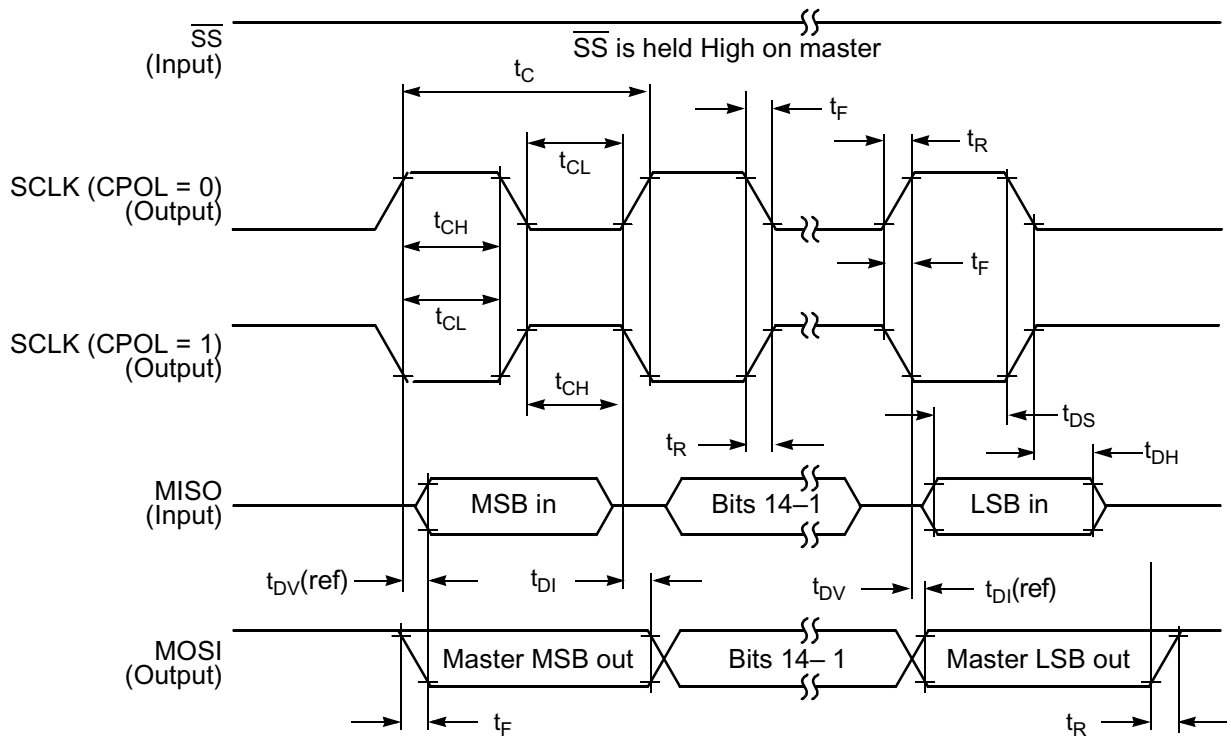 SS
(Input)
SS is held High on master
tC
tF
tR
tCL
SCLK (CPOL = 0)
(Output)
tCH
tF
tCL
SCLK (CPOL = 1)
(Output)
tCH
tDS
tR
tDH
MISO
(Input)
MSB in
Bits 14–1
LSB in
tDV(ref)
tDI
tDV
tDI(ref)
MOSI
(Output)
Master MSB out
Bits 14– 1
Master LSB out
tF
tR